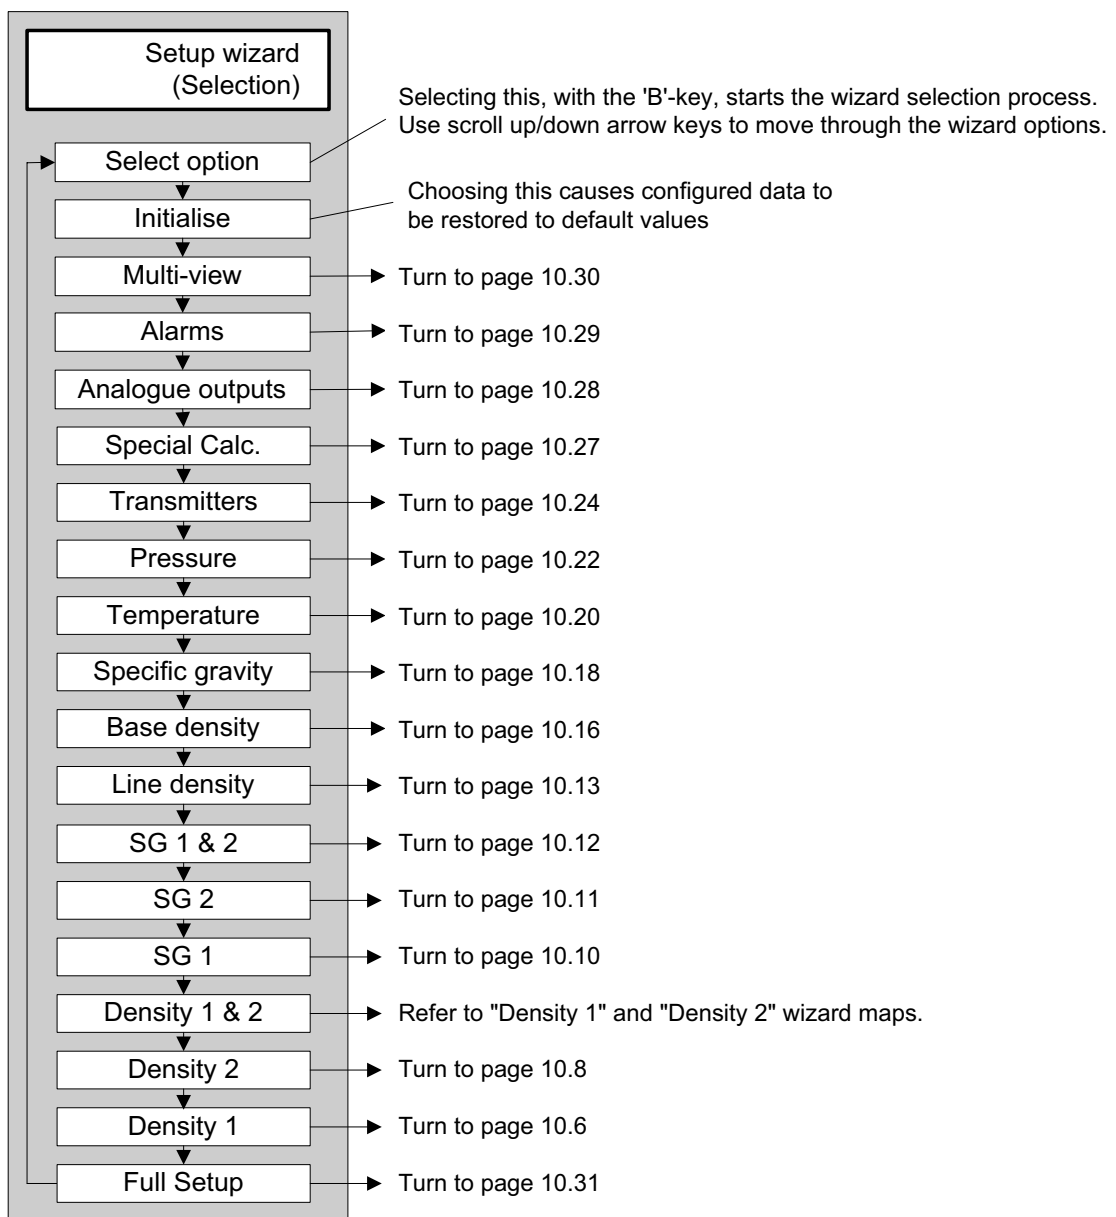 Setup wizard
(Selection)
Selecting this, with the 'B'-key, starts the wizard selection process.
Use scroll up/down arrow keys to move through the wizard options.
Select option
Choosing this causes configured data to
be restored to default values
Initialise
Multi-view
Turn to page 10.30
Alarms
Turn to page 10.29
Analogue outputs
Turn to page 10.28
Special Calc.
Turn to page 10.27
Transmitters
Turn to page 10.24
Pressure
Turn to page 10.22
Temperature
Turn to page 10.20
Specific gravity
Turn to page 10.18
Base density
Turn to page 10.16
Line density
Turn to page 10.13
SG 1 & 2
Turn to page 10.12
SG 2
Turn to page 10.11
SG 1
Turn to page 10.10
Density 1 & 2
Refer to "Density 1" and "Density 2" wizard maps.
Density 2
Turn to page 10.8
Density 1
Turn to page 10.6
Full Setup
Turn to page 10.31